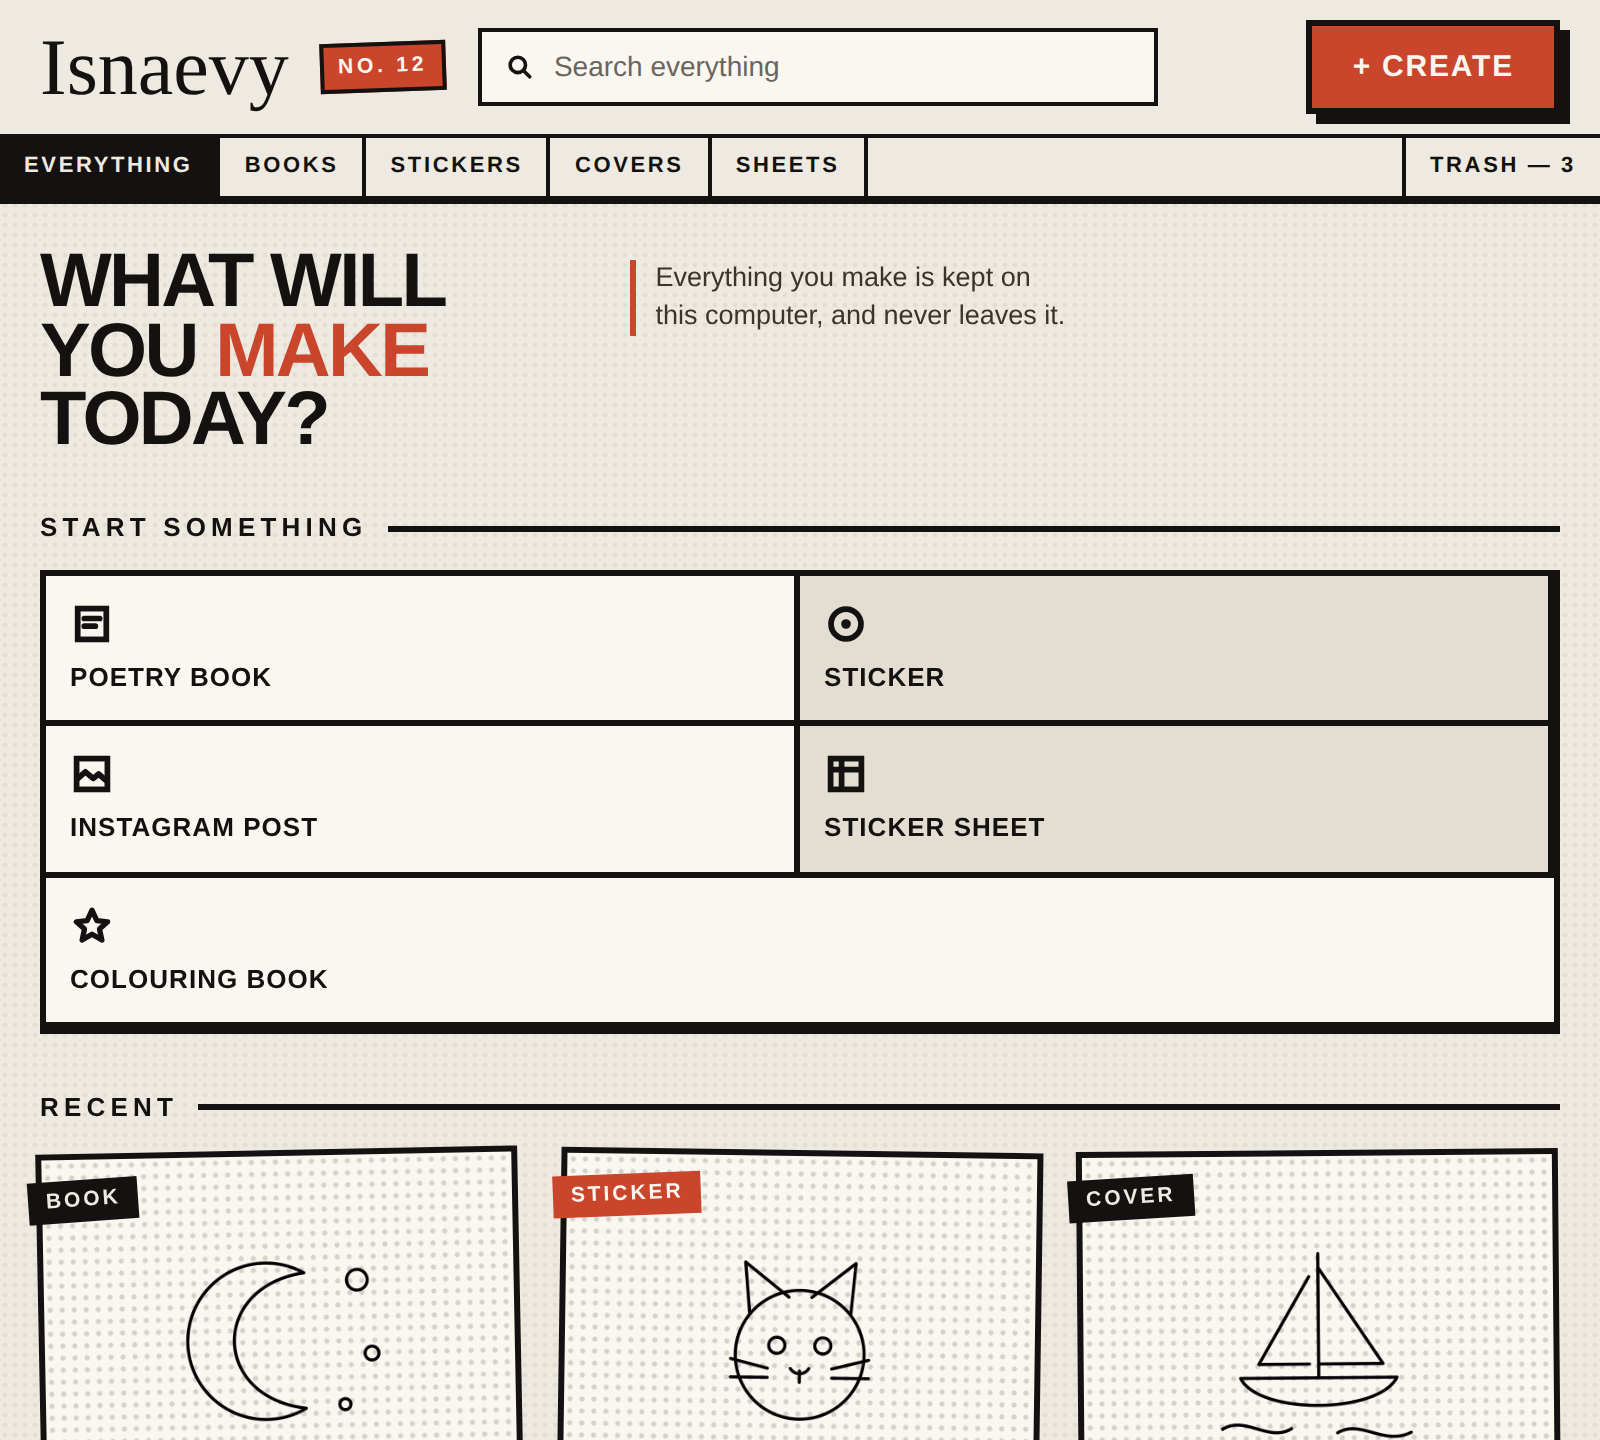 Isnaevy
NO. 12
Search everything
+ CREATE
EVERYTHING
BOOKS
STICKERS
COVERS
SHEETS
TRASH — 3
WHAT WILL
YOU MAKE
TODAY?
Everything you make is kept on
this computer, and never leaves it.
START SOMETHING
POETRY BOOK
STICKER
INSTAGRAM POST
STICKER SHEET
COLOURING BOOK
RECENT
BOOK
STICKER
COVER